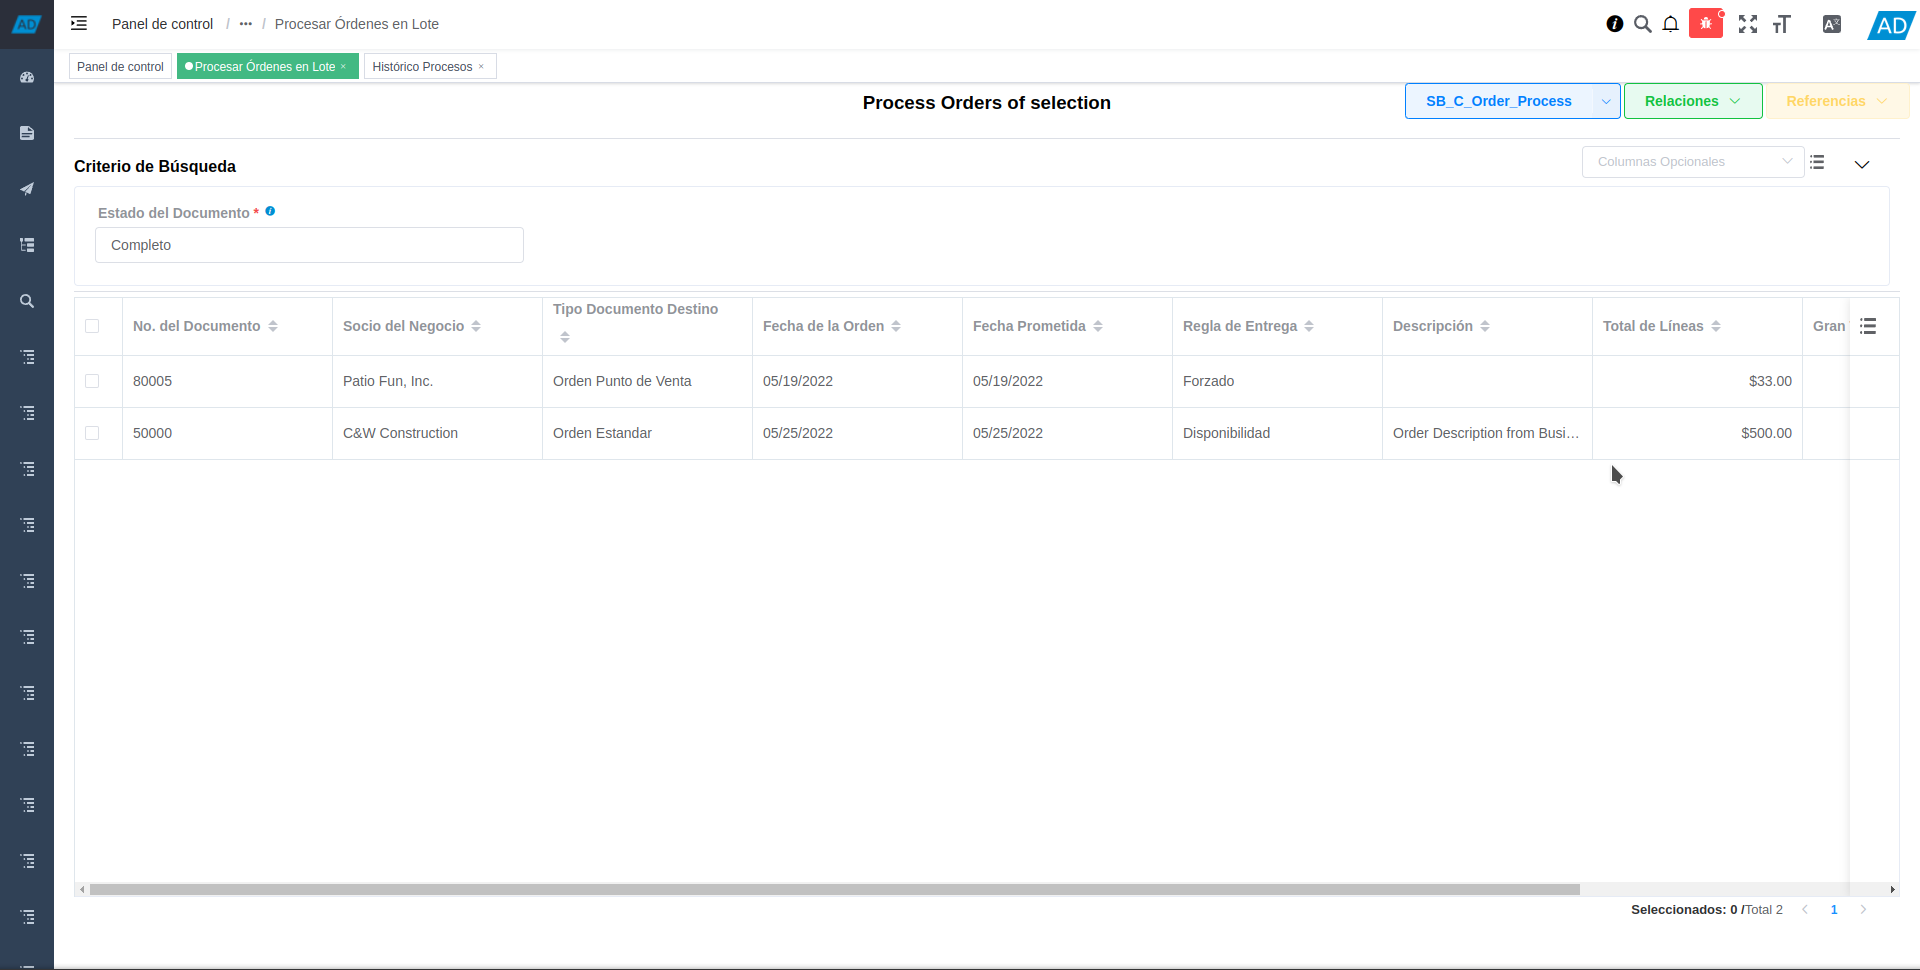 AD
Panel de control / ••• / Procesar Órdenes en Lote
AD
Panel de control
Procesar Órdenes en Lote ×
Histórico Procesos ×
Process Orders of selection
SB_C_Order_Process
Relaciones
Referencias
Criterio de Búsqueda
Columnas Opcionales
Estado del Documento *
Completo
No. del Documento Socio del Negocio Tipo Documento Destino Fecha de la Orden Fecha Prometida Regla de Entrega Descripción Total de Líneas Gran
80005 Patio Fun, Inc. Orden Punto de Venta 05/19/2022 05/19/2022 Forzado $33.00
50000 C&W Construction Orden Estandar 05/25/2022 05/25/2022 Disponibilidad Order Description from Busi… $500.00
Seleccionados: 0 /Total 2 1